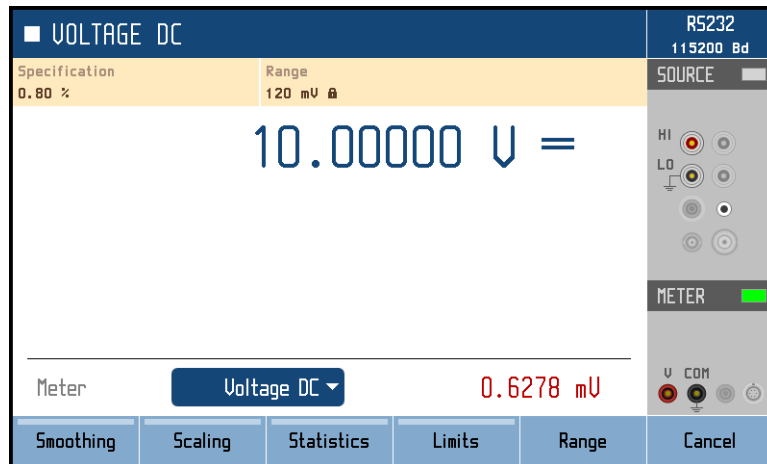 VOLTAGE DC
RS232
115200 Bd
Specification
0.80 %
Range
120 mV
SOURCE
10.00000 V =
HI
LO
METER
Meter
Voltage DC
0.6278 mV
V COM
Smoothing
Scaling
Statistics
Limits
Range
Cancel